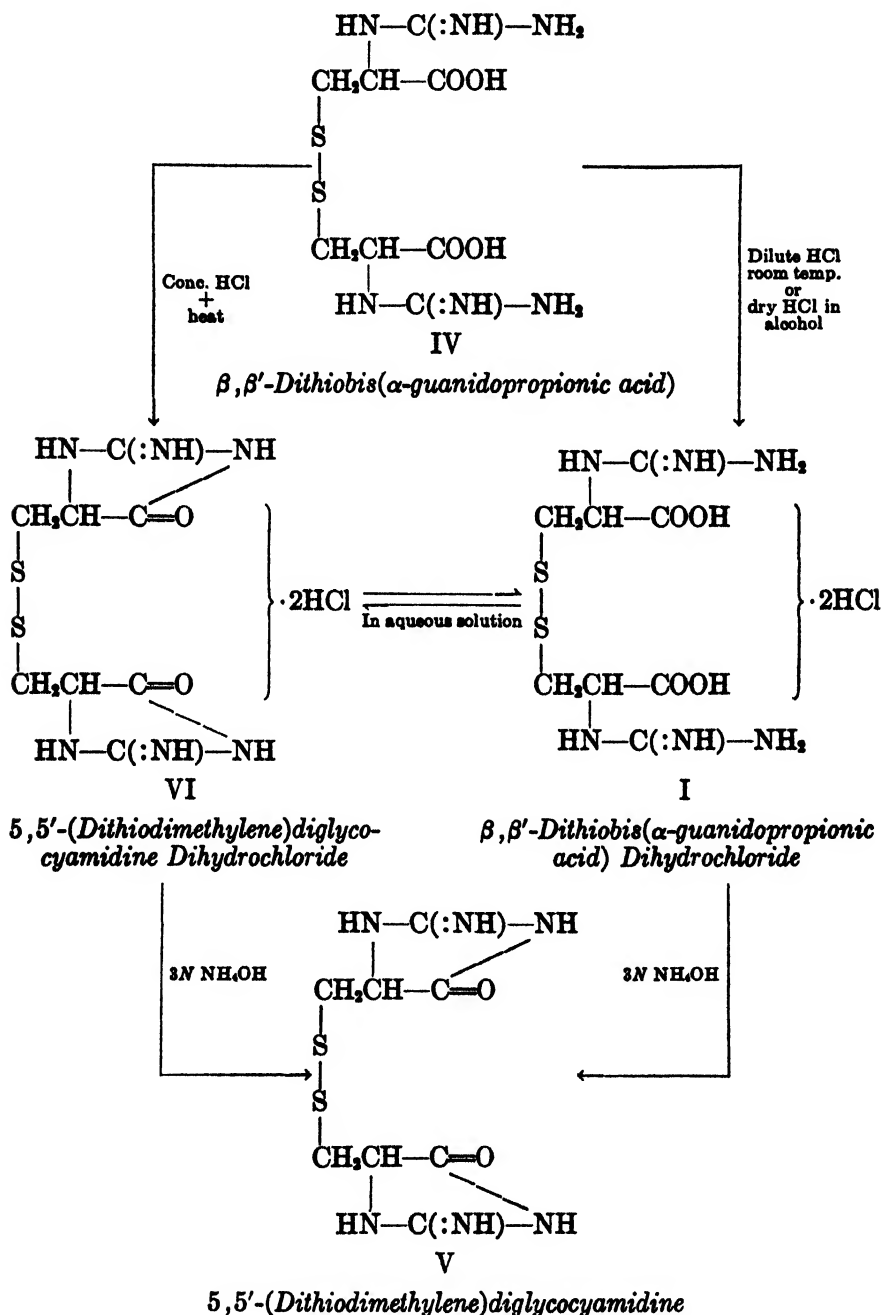 HN—C(:NH)—NH₂
CH₂CH—COOH
S
S
CH₂CH—COOH
HN—C(:NH)—NH₂
IV
Conc. HCl
+
heat
Dilute HCl
room temp.
or
dry HCl in
alcohol
β,β′-Dithiobis(α-guanidopropionic acid)
HN—C(:NH)—NH
CH₂CH—C=O
S
S
CH₂CH—C=O
HN—C(:NH)—NH
·2HCl
VI
In aqueous solution
HN—C(:NH)—NH₂
CH₂CH—COOH
S
S
CH₂CH—COOH
HN—C(:NH)—NH₂
·2HCl
I
5,5′-(Dithiodimethylene)diglyco-
cyamidine Dihydrochloride
β,β′-Dithiobis(α-guanidopropionic
acid) Dihydrochloride
3N NH₄OH
3N NH₄OH
HN—C(:NH)—NH
CH₂CH—C=O
S
S
CH₂CH—C=O
HN—C(:NH)—NH
V
5,5′-(Dithiodimethylene)diglycocyamidine